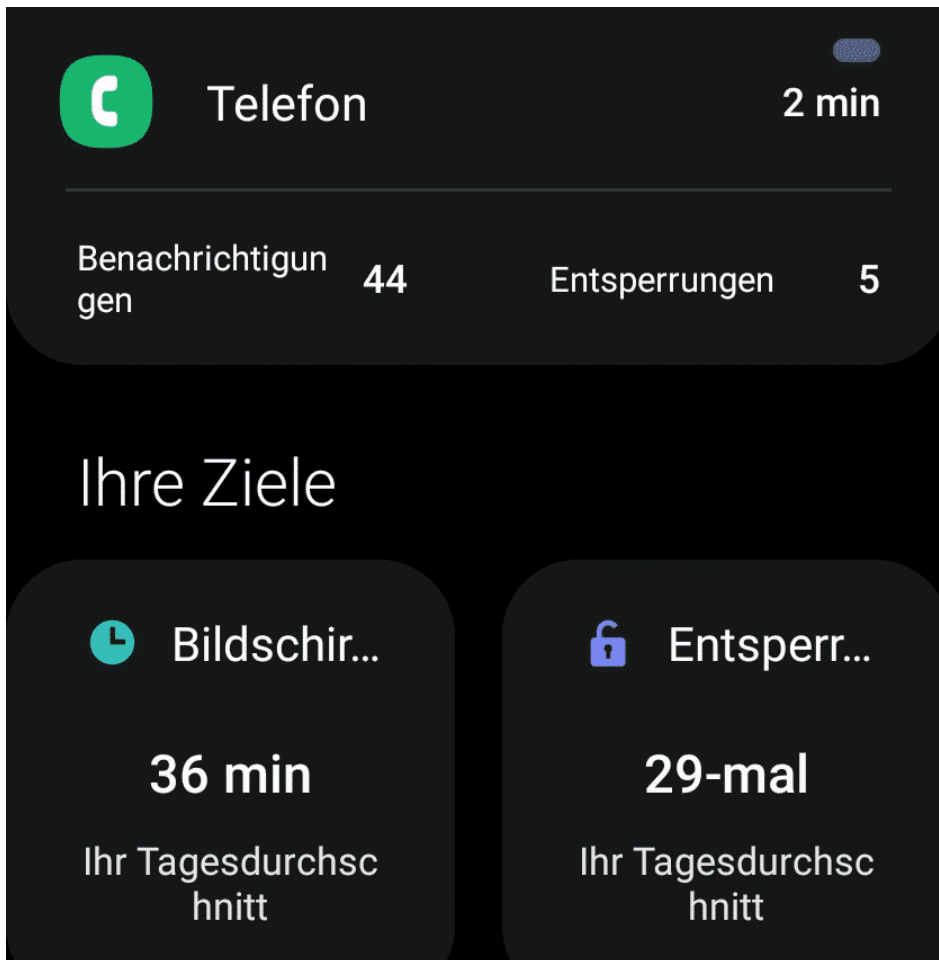 Telefon
2 min
Benachrichtigun
gen
44
Entsperrungen
5
Ihre Ziele
Bildschir...
Entsperr...
36 min
29-mal
Ihr Tagesdurchsc
hnitt
Ihr Tagesdurchsc
hnitt